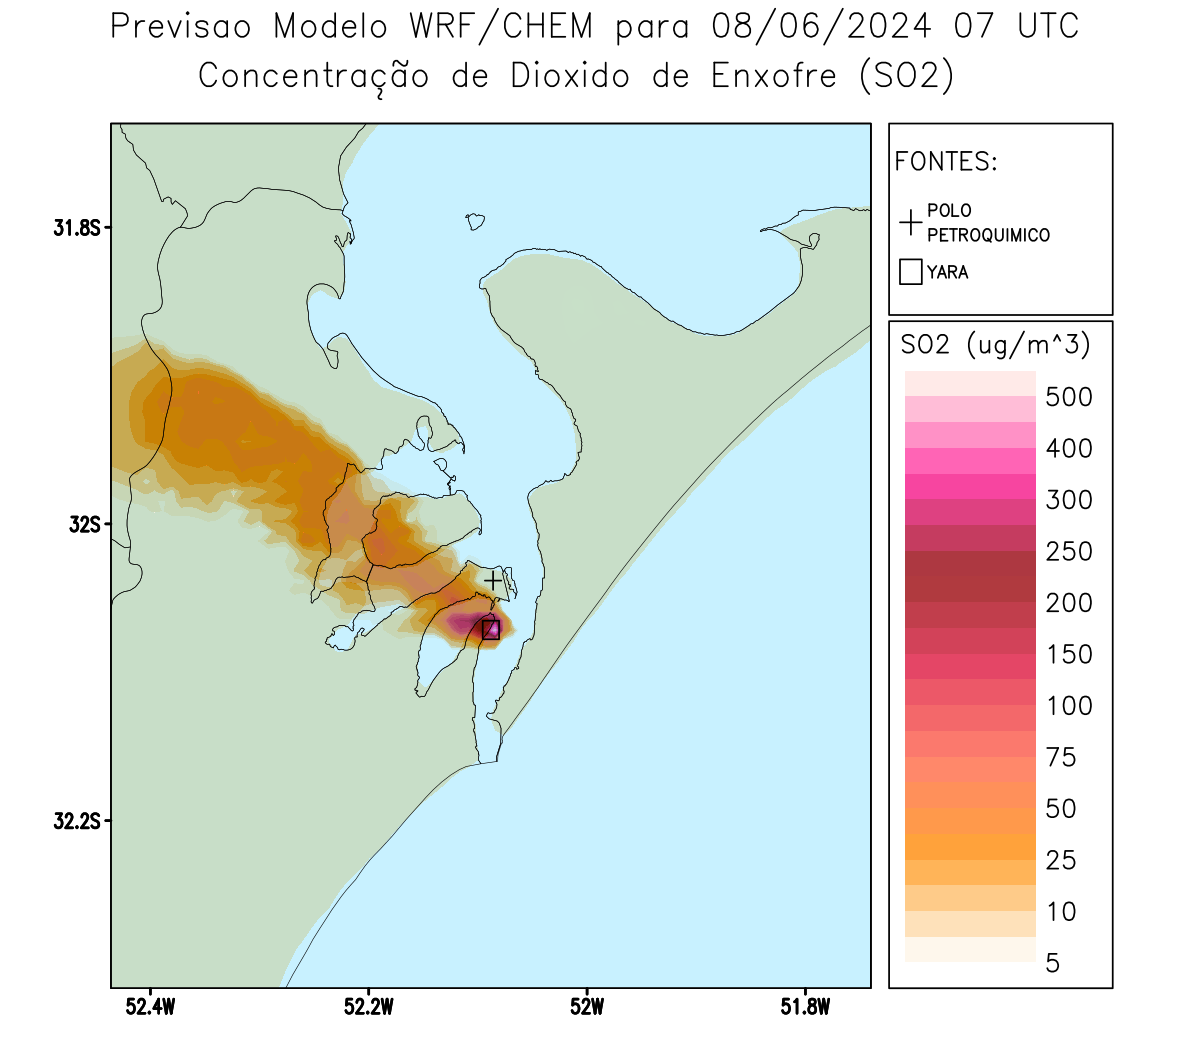 Previsao Modelo WRF/CHEM para 08/06/2024 07 UTC
Concentração de Dioxido de Enxofre (SO2)
FONTES:
POLO
PETROQUIMICO
YARA
SO2 (ug/m^3)
500
400
300
250
200
150
100
75
50
25
10
5
31.8S
32S
32.2S
52.4W
52.2W
52W
51.8W